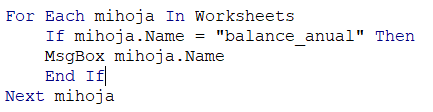 For Each mihoja In Worksheets
    If mihoja.Name = "balance_anual" Then
    MsgBox mihoja.Name
    End If
Next mihoja